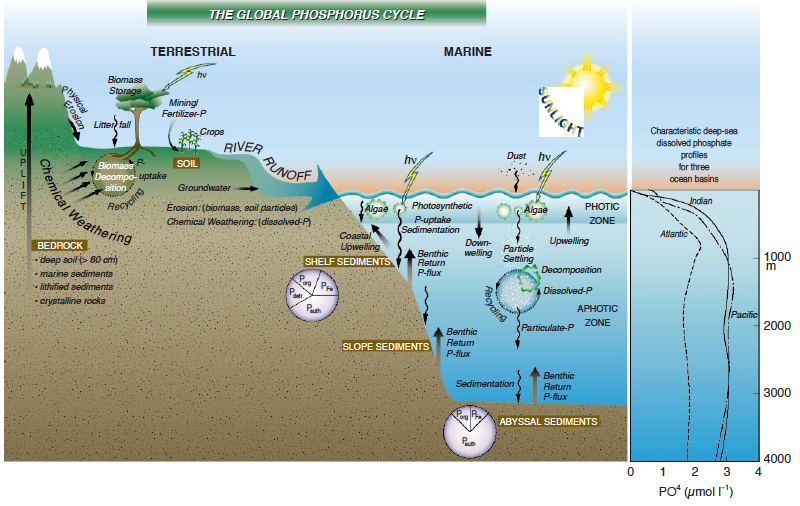 THE GLOBAL PHOSPHORUS CYCLE
TERRESTRIAL
MARINE
Biomass
Storage
hν
Physical
Erosion
Litter fall
Mining/
Fertilizer-P
Crops
SOIL
RIVER RUNOFF
SUNLIGHT
UPLIFT
Chemical Weathering
Biomass
Decompo-
sition
P-
uptake
Recycling
Groundwater
Erosion: (biomass, soil particles)
Chemical Weathering: (dissolved-P)
BEDROCK
• deep soil (> 60 cm)
• marine sediments
• lithified sediments
• crystalline rocks
hν
Dust
hν
Algae
Photosynthetic
P-uptake
Sedimentation
Algae
PHOTIC
ZONE
Coastal
Upwelling
Down-
welling
Particle
Settling
Upwelling
SHELF SEDIMENTS
Benthic
Return
P-flux
Decomposition
Dissolved-P
Recycling
APHOTIC
ZONE
Particulate-P
Porg
PFe
Pdetr
Pauth
SLOPE SEDIMENTS
Benthic
Return
P-flux
Sedimentation
Benthic
Return
P-flux
Porg
PFe
Pauth
ABYSSAL SEDIMENTS
Characteristic deep-sea
dissolved phosphate
profiles
for three
ocean basins
Indian
Atlantic
Pacific
1000
m
2000
3000
4000
0 1 2 3 4
PO⁴ (µmol l⁻¹)